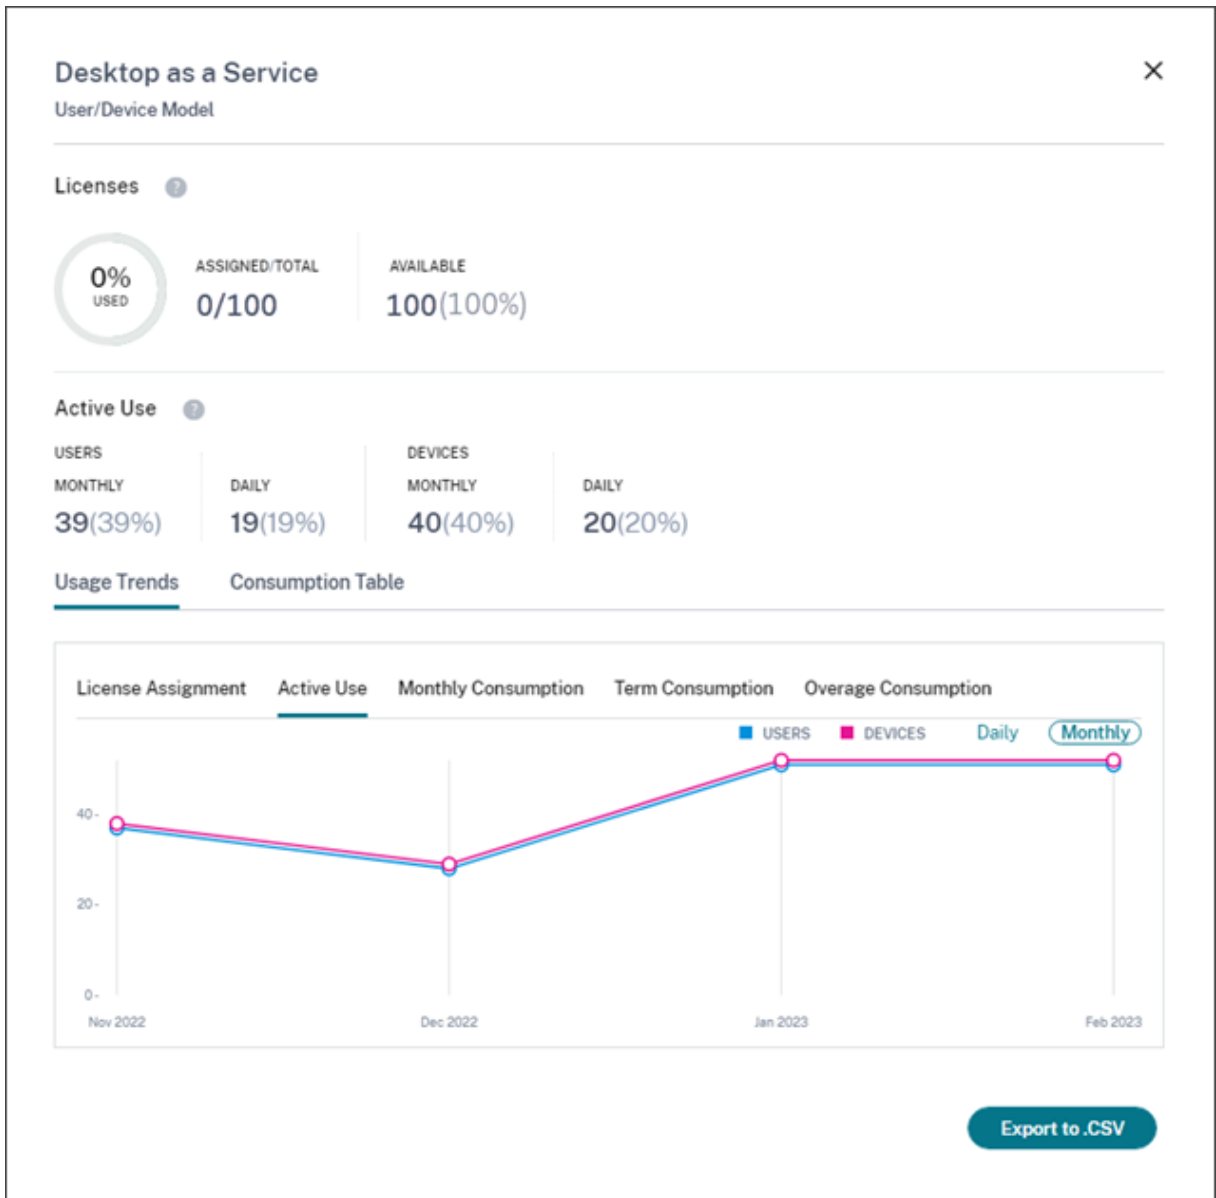 Desktop as a Service
User/Device Model
Licenses ?
0%
USED
ASSIGNED/TOTAL AVAILABLE
0/100 100(100%)
Active Use ?
USERS DEVICES
MONTHLY DAILY MONTHLY DAILY
39(39%) 19(19%) 40(40%) 20(20%)
Usage Trends Consumption Table
License Assignment Active Use Monthly Consumption Term Consumption Overage Consumption
USERS DEVICES Daily Monthly
40
20
0
Nov 2022 Dec 2022 Jan 2023 Feb 2023
Export to .CSV